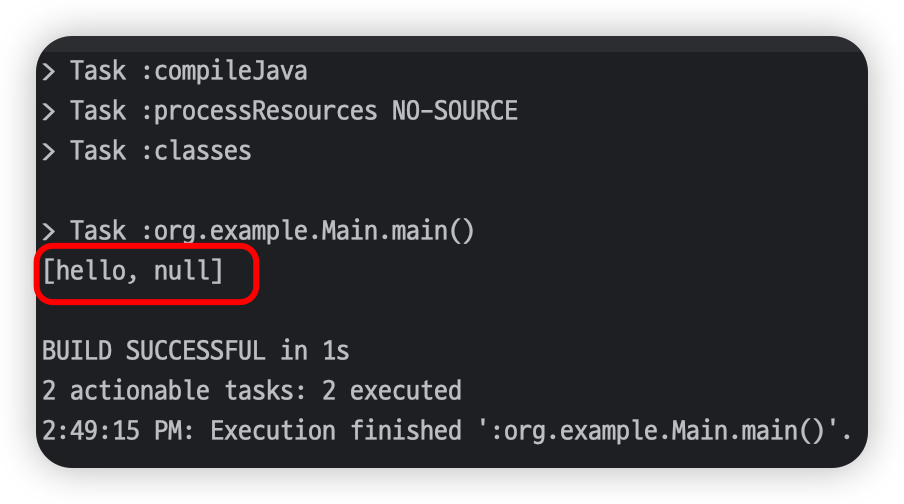 > Task :compileJava
> Task :processResources NO-SOURCE
> Task :classes
> Task :org.example.Main.main()
[hello, null]
BUILD SUCCESSFUL in 1s
2 actionable tasks: 2 executed
2:49:15 PM: Execution finished ':org.example.Main.main()'.